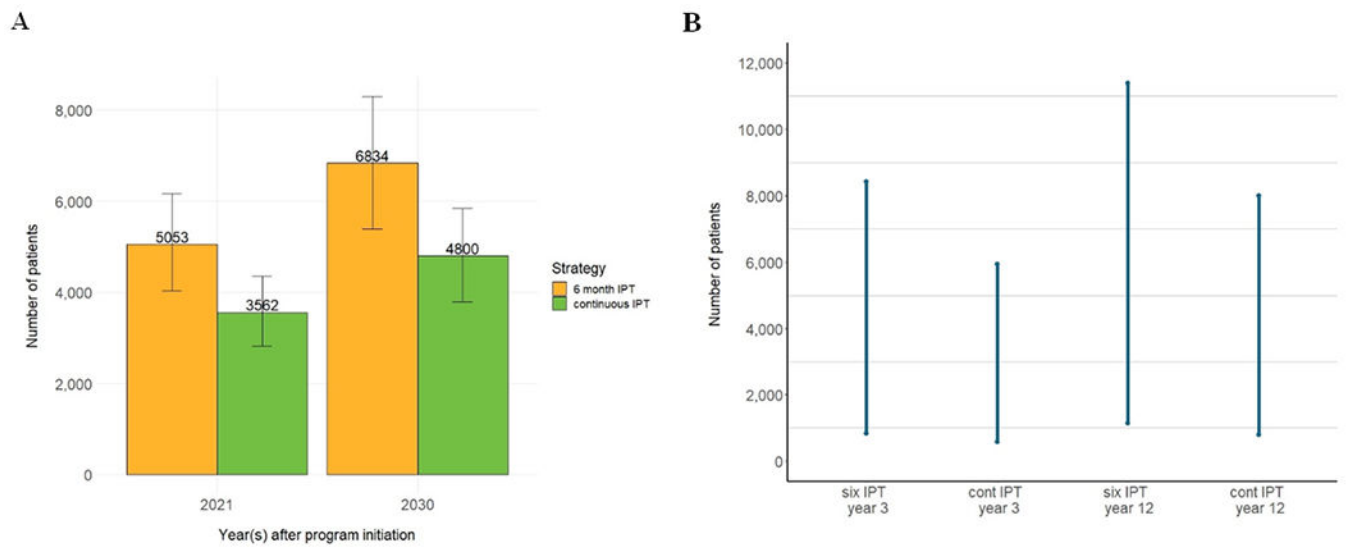 A
Number of patients
8,000
6,000
4,000
2,000
0
5053
3562
6834
4800
2021
2030
Year(s) after program initiation
Strategy
6 month IPT
continuous IPT
B
Number of patients
12,000
10,000
8,000
6,000
4,000
2,000
0
six IPT
year 3
cont IPT
year 3
six IPT
year 12
cont IPT
year 12